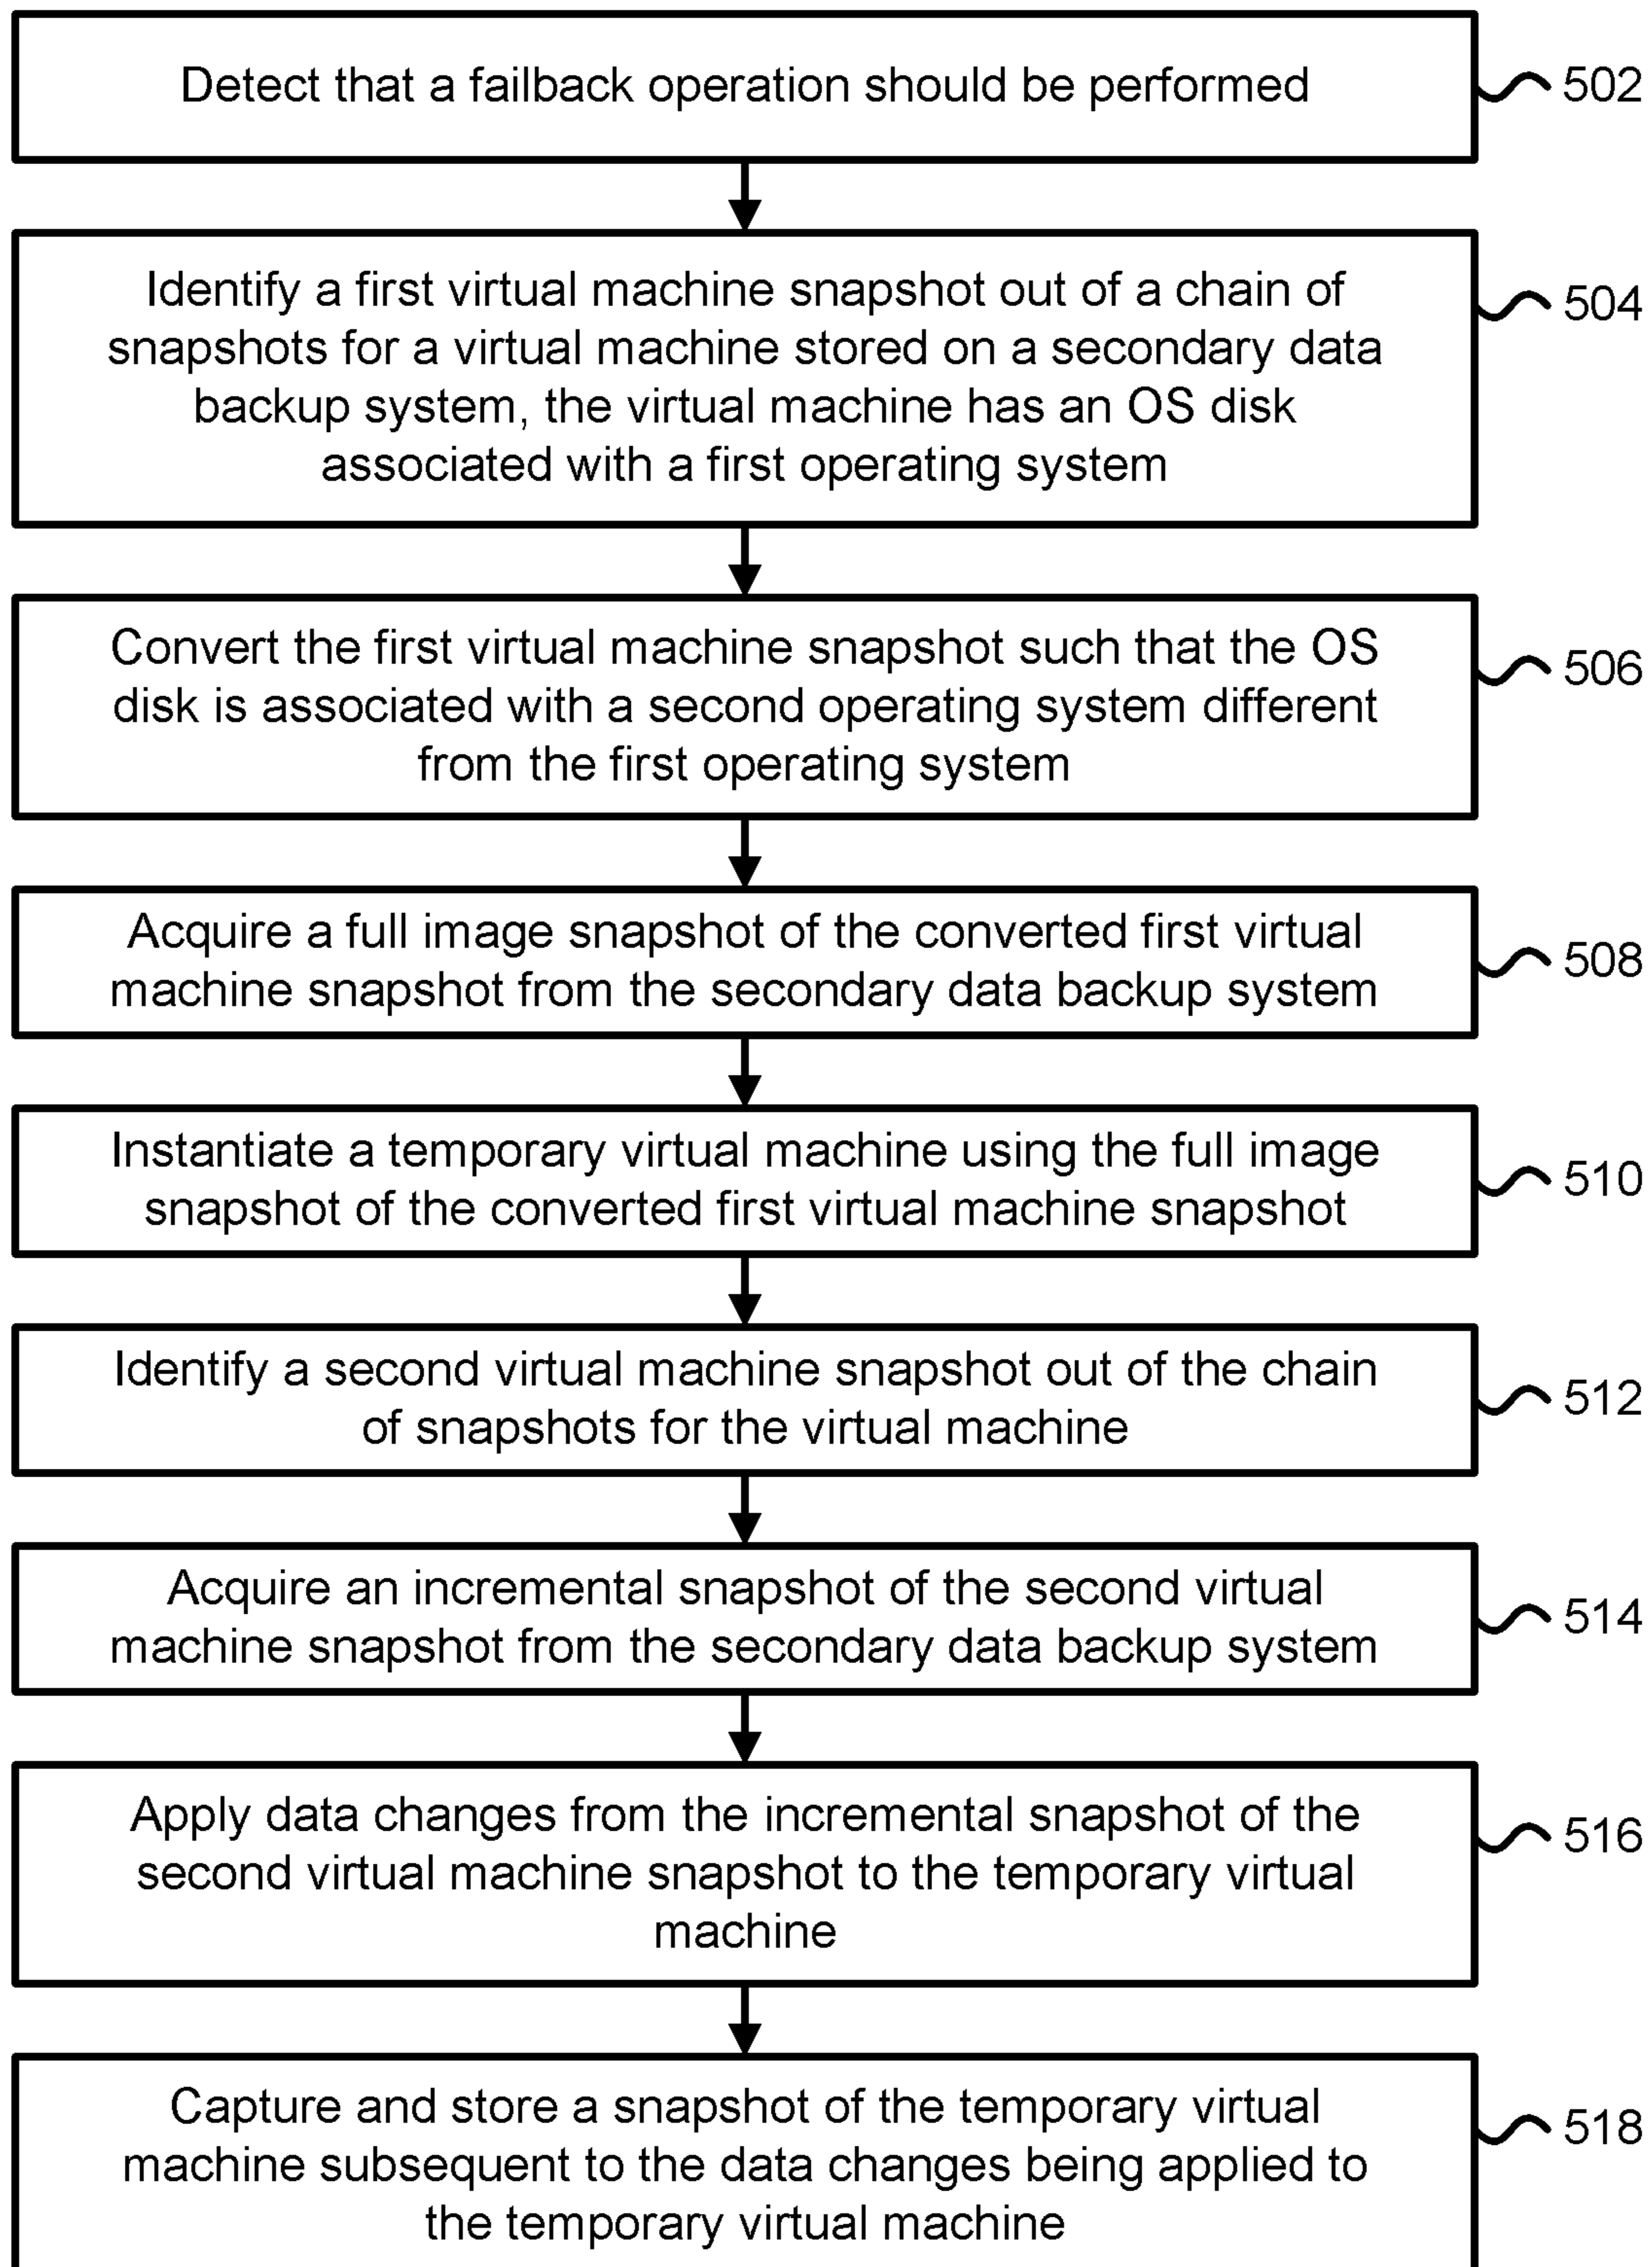 Detect that a failback operation should be performed
502
Identify a first virtual machine snapshot out of a chain of
snapshots for a virtual machine stored on a secondary data
backup system, the virtual machine has an OS disk
associated with a first operating system
504
Convert the first virtual machine snapshot such that the OS
disk is associated with a second operating system different
from the first operating system
506
Acquire a full image snapshot of the converted first virtual
machine snapshot from the secondary data backup system
508
Instantiate a temporary virtual machine using the full image
snapshot of the converted first virtual machine snapshot
510
Identify a second virtual machine snapshot out of the chain
of snapshots for the virtual machine
512
Acquire an incremental snapshot of the second virtual
machine snapshot from the secondary data backup system
514
Apply data changes from the incremental snapshot of the
second virtual machine snapshot to the temporary virtual
machine
516
Capture and store a snapshot of the temporary virtual
machine subsequent to the data changes being applied to
the temporary virtual machine
518